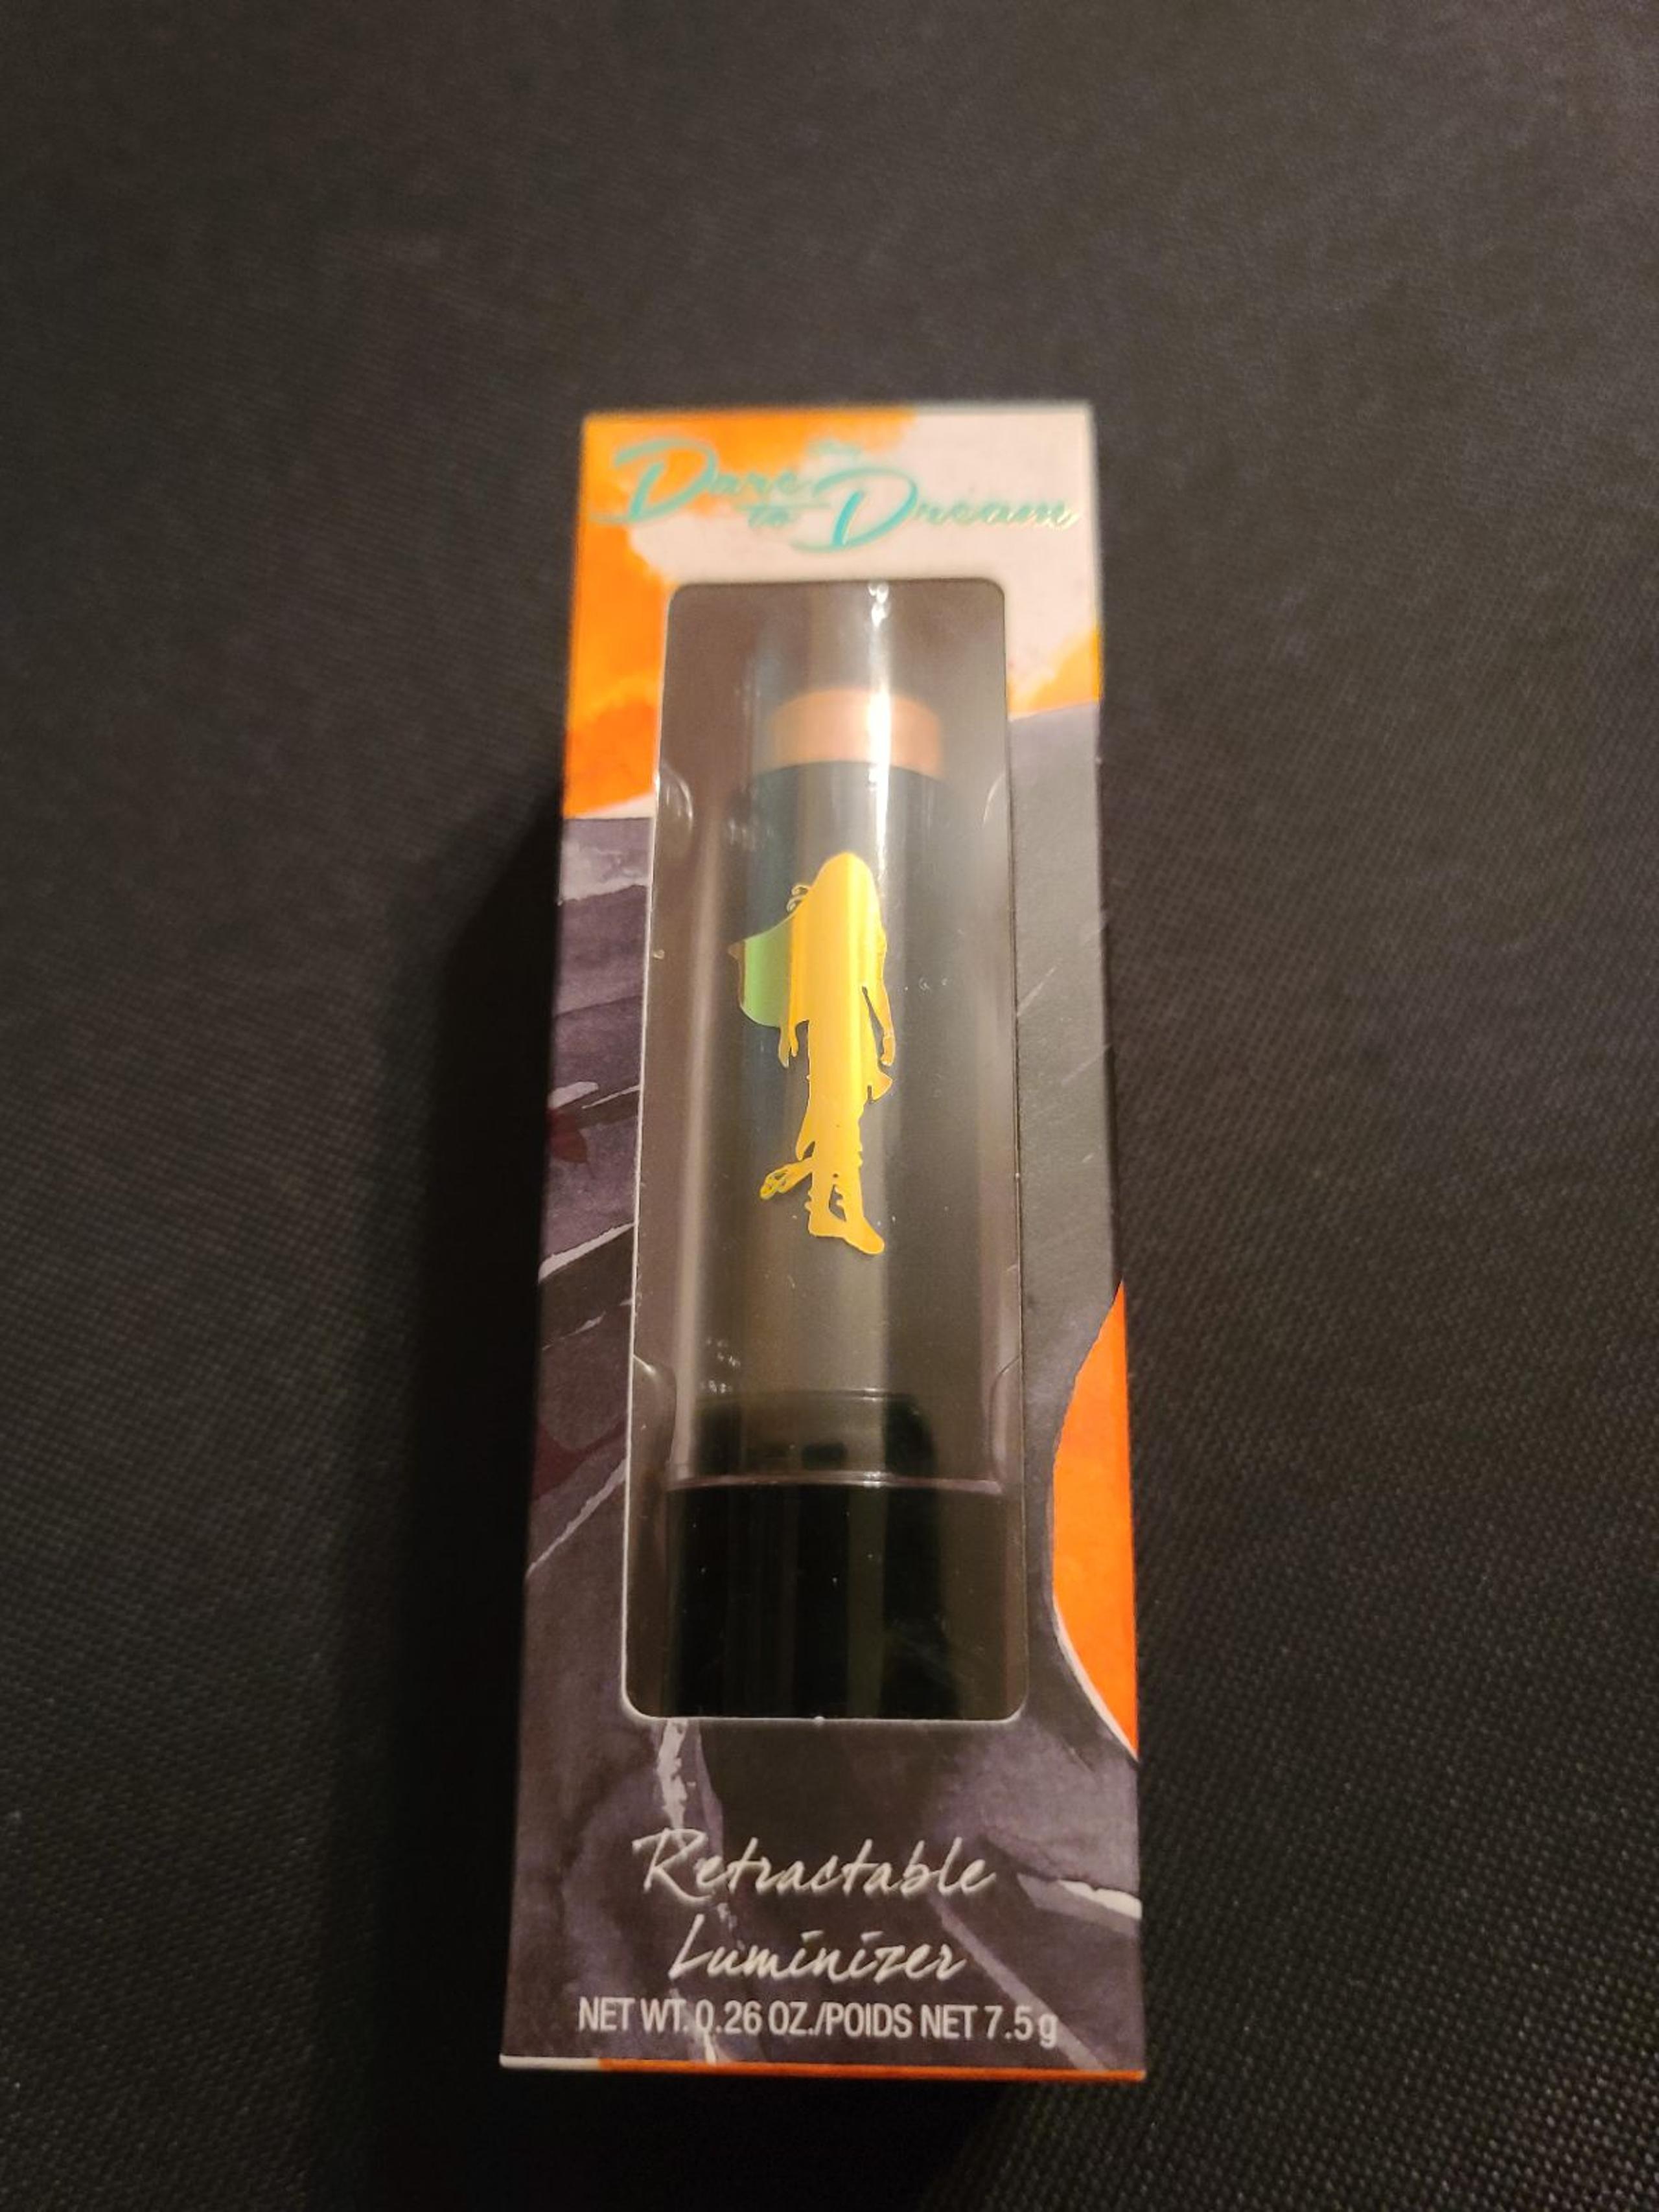 Dare to Dream
Retractable
Luminizer
NET WT. 0.26 OZ./POIDS NET 7.5 g